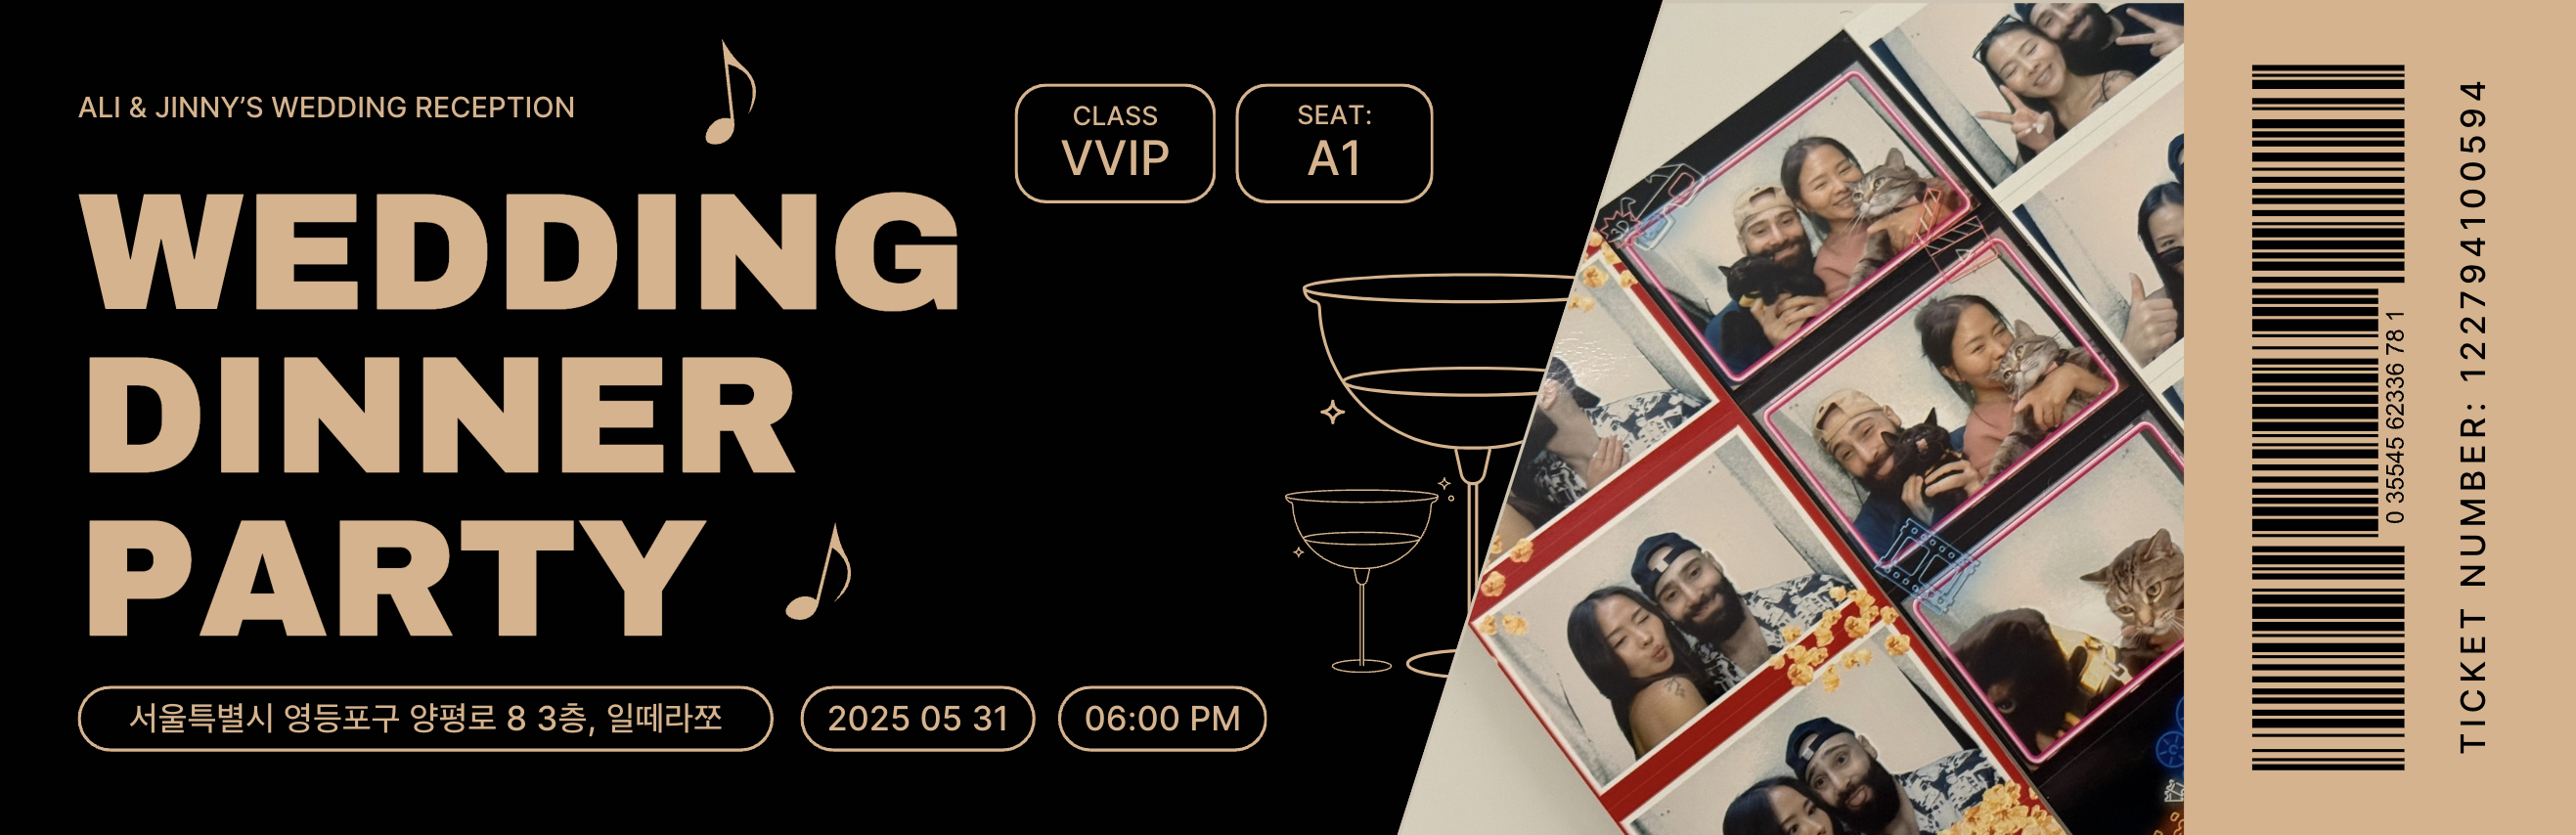 ALI & JINNY’S WEDDING RECEPTION
CLASS
VVIP
SEAT:
A1
WEDDING
DINNER
PARTY
서울특별시 영등포구 양평로 8 3층, 일떼라쪼
2025 05 31
06:00 PM
3D
0 35545 62336 78 1
TICKET NUMBER: 122794100594